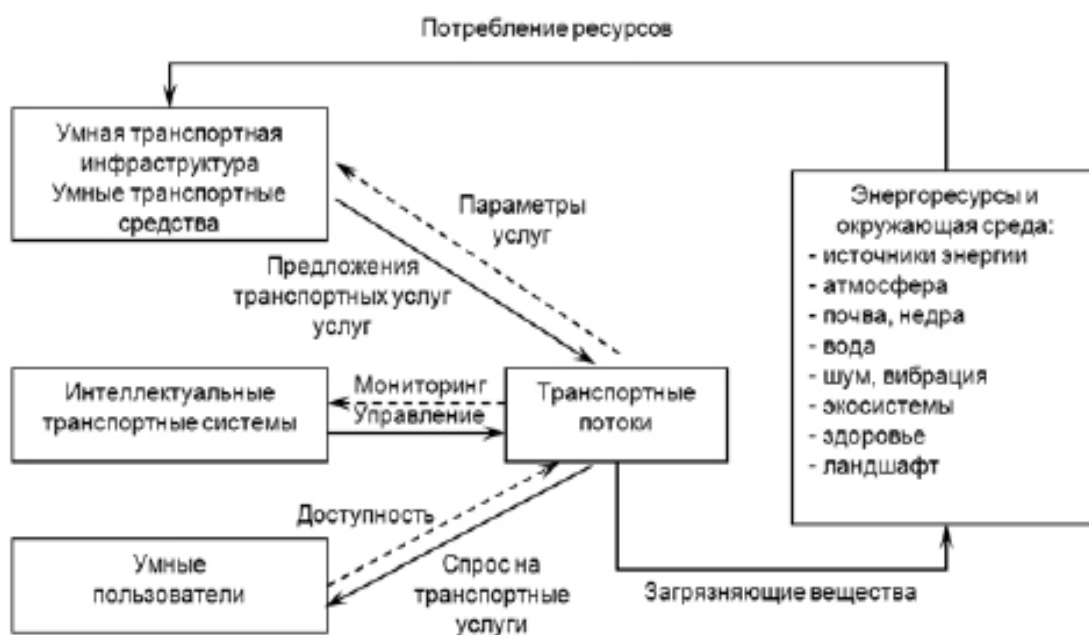 Потребление ресурсов
Умная транспортная
инфраструктура
Умные транспортные
средства
Параметры
услуг
Предложения
транспортных услуг
услуг
Энергоресурсы и
окружающая среда:
- источники энергии
- атмосфера
- почва, недра
- вода
- шум, вибрация
- экосистемы
- здоровье
- ландшафт
Интеллектуальные
транспортные системы
Мониторинг
Управление
Транспортные
потоки
Доступность
Умные
пользователи
Спрос на
транспортные
услуги
Загрязняющие вещества